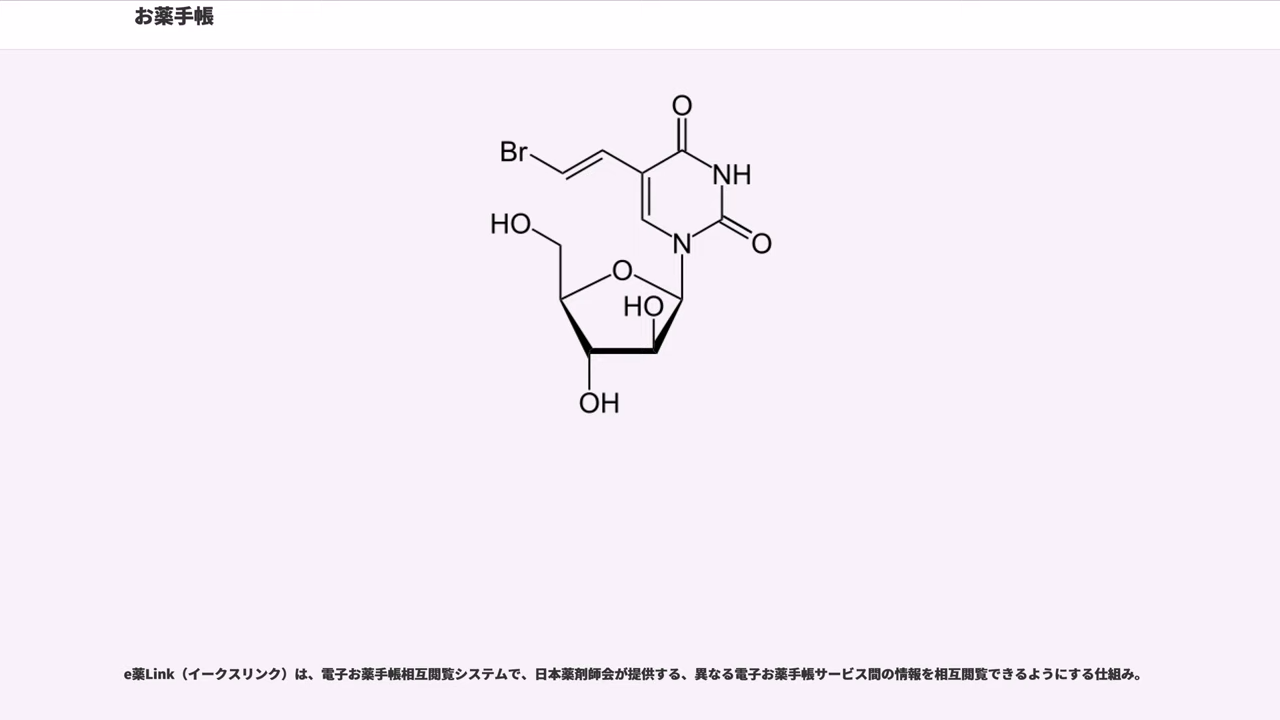 お薬手帳
O
Br
NH
HO
N
O
O
HO
OH
e薬Link（イークスリンク）は、電子お薬手帳相互閲覧システムで、日本薬剤師会が提供する、異なる電子お薬手帳サービス間の情報を相互閲覧できるようにする仕組み。